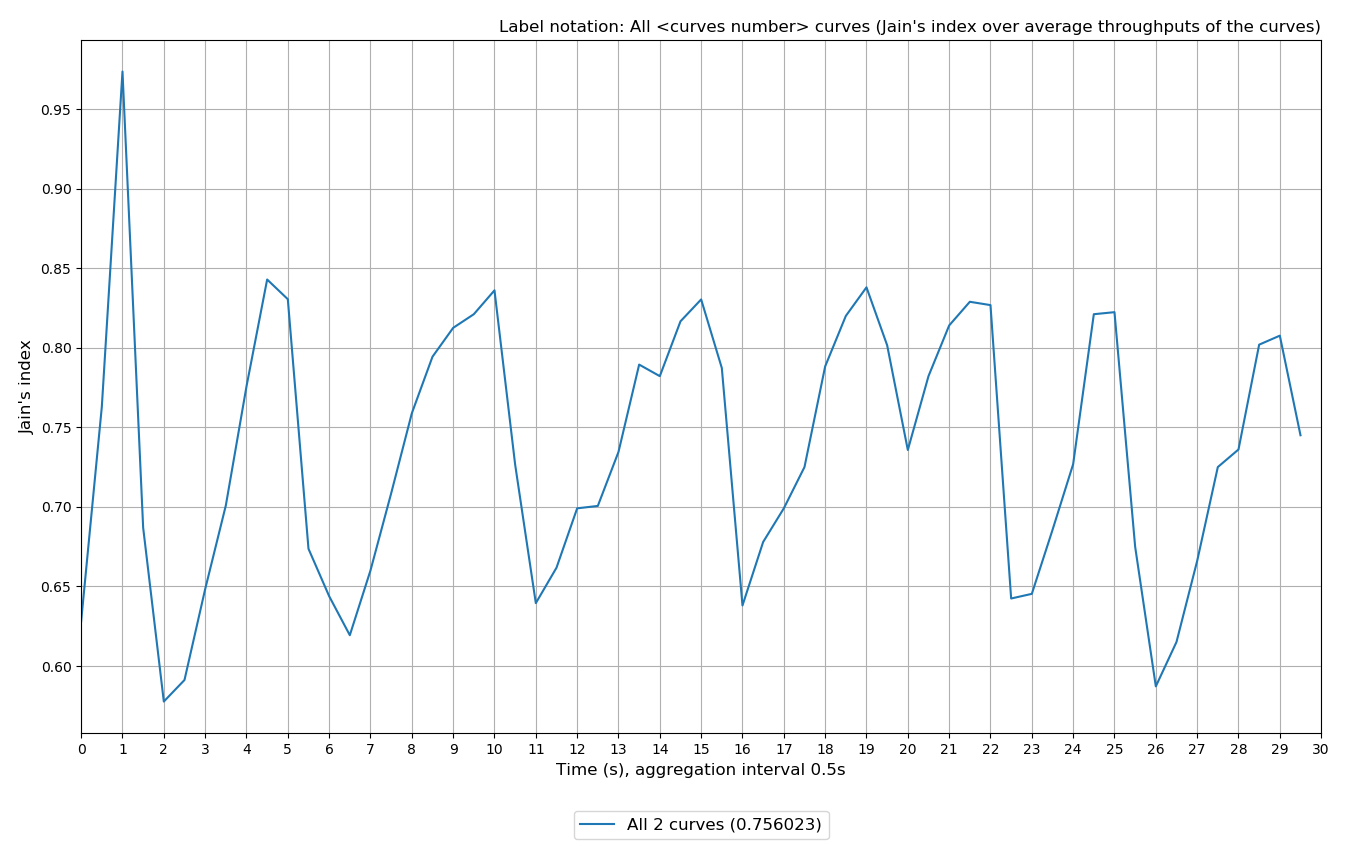 Label notation: All <curves number> curves (Jain's index over average throughputs of the curves)
0.95
0.90
0.85
0.80
0.75
0.70
0.65
0.60
Jain's index
0 1 2 3 4 5 6 7 8 9 10 11 12 13 14 15 16 17 18 19 20 21 22 23 24 25 26 27 28 29 30
Time (s), aggregation interval 0.5s
All 2 curves (0.756023)